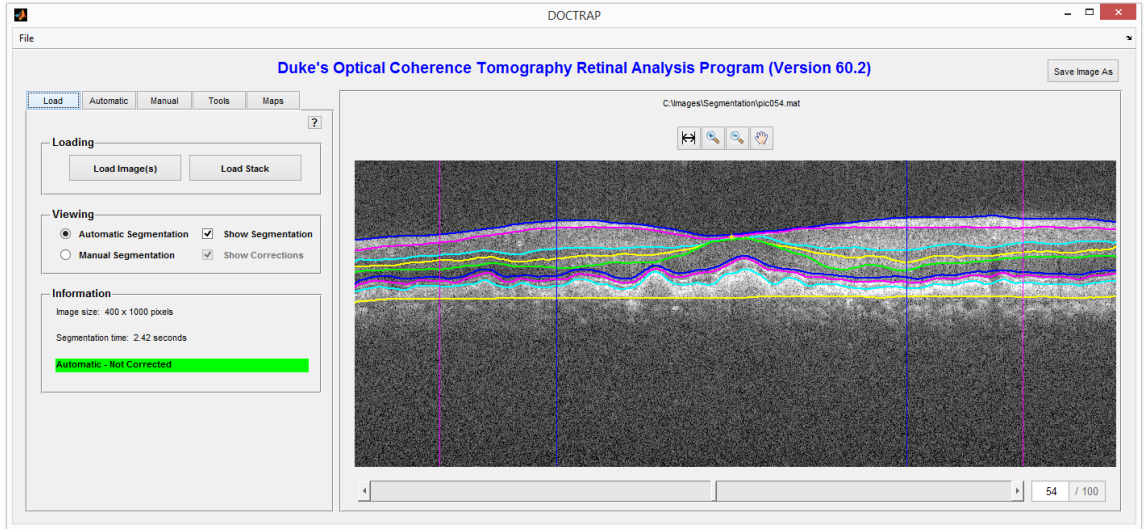 DOCTRAP
File
Duke's Optical Coherence Tomography Retinal Analysis Program (Version 60.2)
Save Image As
Load Automatic Manual Tools Maps
C:\Images\Segmentation\pic054.mat
?
Loading
Load Image(s) Load Stack
Viewing
Automatic Segmentation Show Segmentation
Manual Segmentation Show Corrections
Information
Image size: 400 x 1000 pixels
Segmentation time: 2.42 seconds
Automatic - Not Corrected
54 / 100